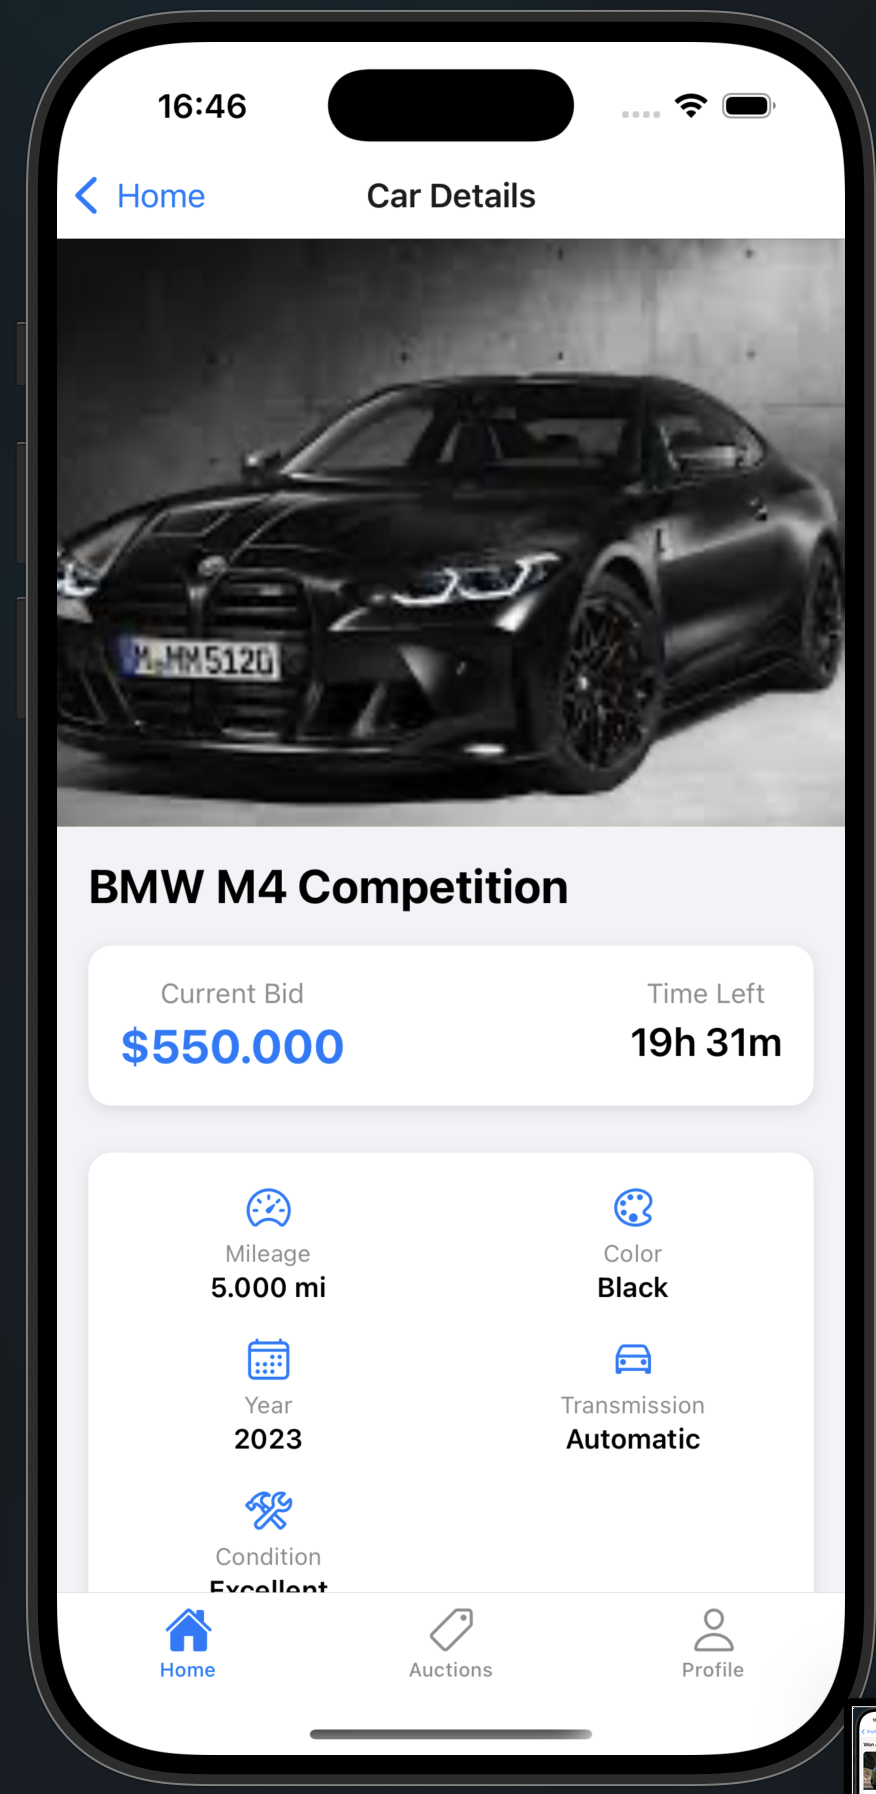 16:46
Home
Car Details
M MM 5120
BMW M4 Competition
Current Bid
Time Left
$550.000
19h 31m
Mileage
Color
5.000 mi
Black
Year
Transmission
2023
Automatic
Condition
Excellent
Home
Auctions
Profile